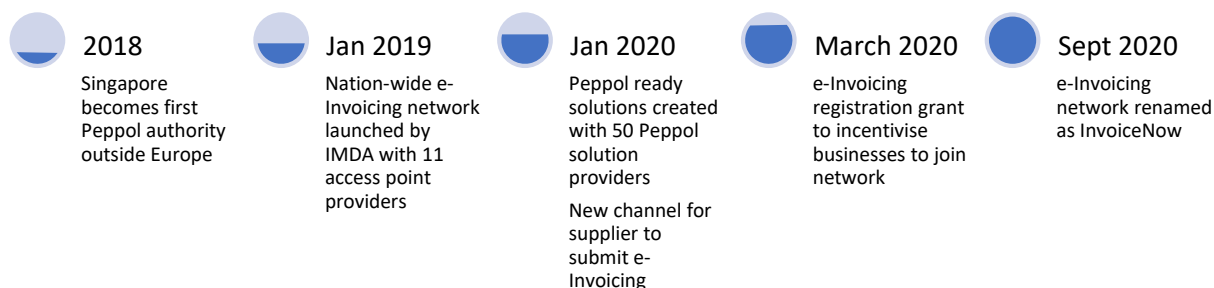 2018
Singapore
becomes first
Peppol authority
outside Europe
Jan 2019
Nation-wide e-
Invoicing network
launched by
IMDA with 11
access point
providers
Jan 2020
Peppol ready
solutions created
with 50 Peppol
solution
providers
New channel for
supplier to
submit e-
Invoicing
March 2020
e-Invoicing
registration grant
to incentivise
businesses to join
network
Sept 2020
e-Invoicing
network renamed
as InvoiceNow